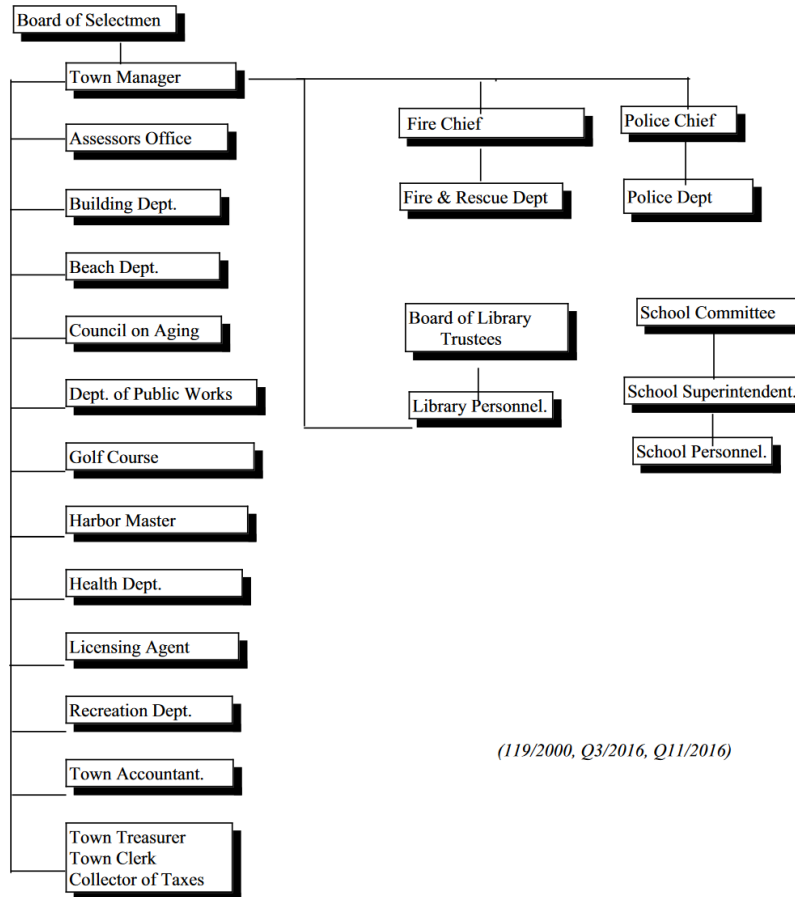 Board of Selectmen
Town Manager
Assessors Office
Building Dept.
Beach Dept.
Council on Aging
Dept. of Public Works
Golf Course
Harbor Master
Health Dept.
Licensing Agent
Recreation Dept.
Town Accountant.
Town Treasurer
Town Clerk
Collector of Taxes
Fire Chief
Fire & Rescue Dept
Police Chief
Police Dept
Board of Library
Trustees
Library Personnel.
School Committee
School Superintendent.
School Personnel.
(119/2000, Q3/2016, Q11/2016)